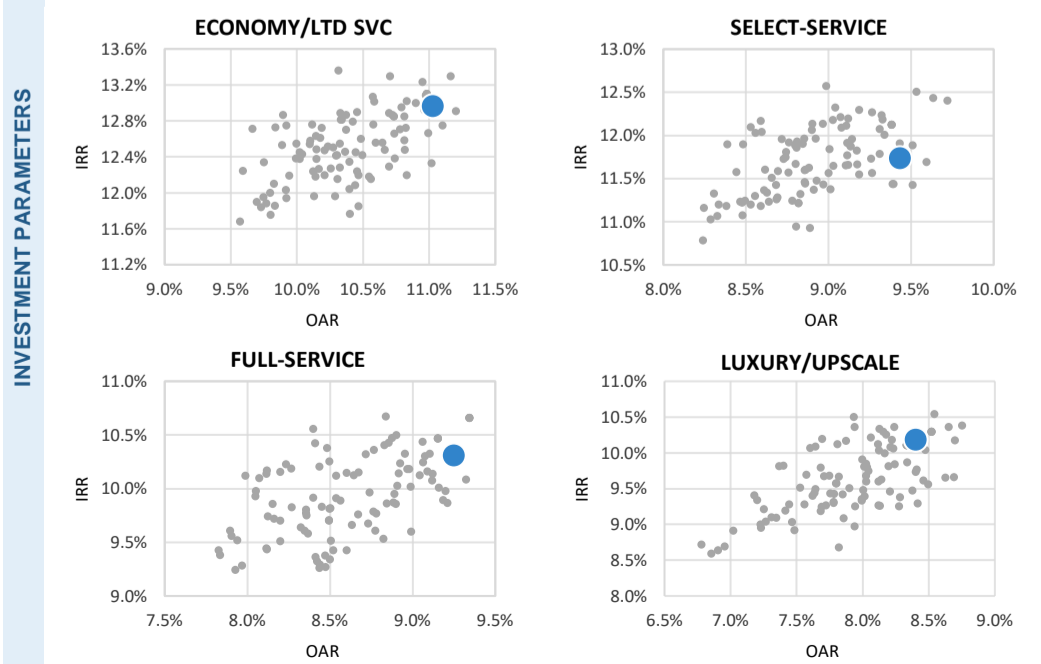 INVESTMENT PARAMETERS
ECONOMY/LTD SVC
13.6%
13.2%
12.8%
12.4%
12.0%
11.6%
11.2%
IRR
9.0% 9.5% 10.0% 10.5% 11.0% 11.5%
OAR
SELECT-SERVICE
13.0%
12.5%
12.0%
11.5%
11.0%
10.5%
IRR
8.0% 8.5% 9.0% 9.5% 10.0%
OAR
FULL-SERVICE
11.0%
10.5%
10.0%
9.5%
9.0%
IRR
7.5% 8.0% 8.5% 9.0% 9.5%
OAR
LUXURY/UPSCALE
11.0%
10.5%
10.0%
9.5%
9.0%
8.5%
8.0%
IRR
6.5% 7.0% 7.5% 8.0% 8.5% 9.0%
OAR